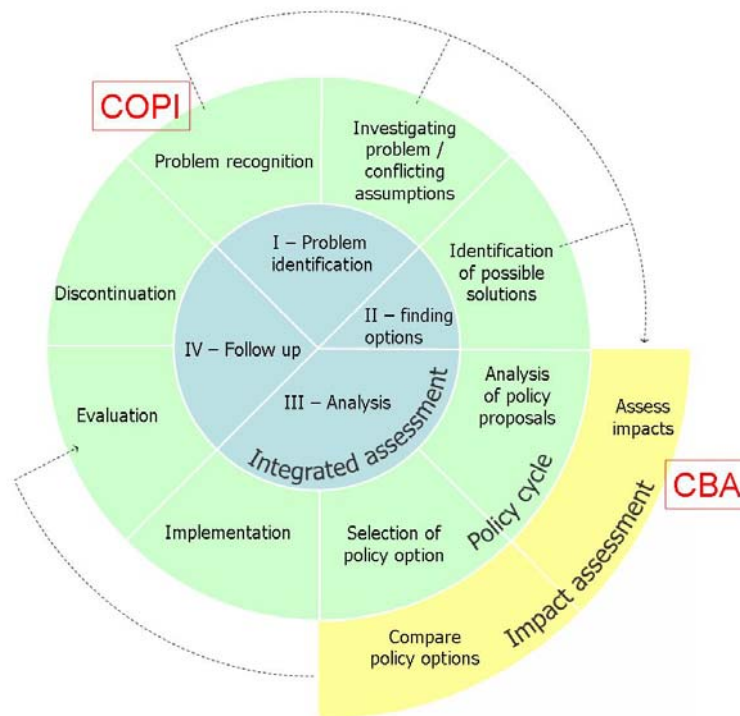 COPI
Problem recognition
Investigating
problem /
conflicting
assumptions
Identification
of possible
solutions
Analysis
of policy
proposals
Selection of
policy option
Implementation
Evaluation
Discontinuation
I – Problem
identification
II – finding
options
III – Analysis
IV – Follow up
Integrated assessment
Policy cycle
Assess
impacts
Compare
policy options
Impact assessment
CBA